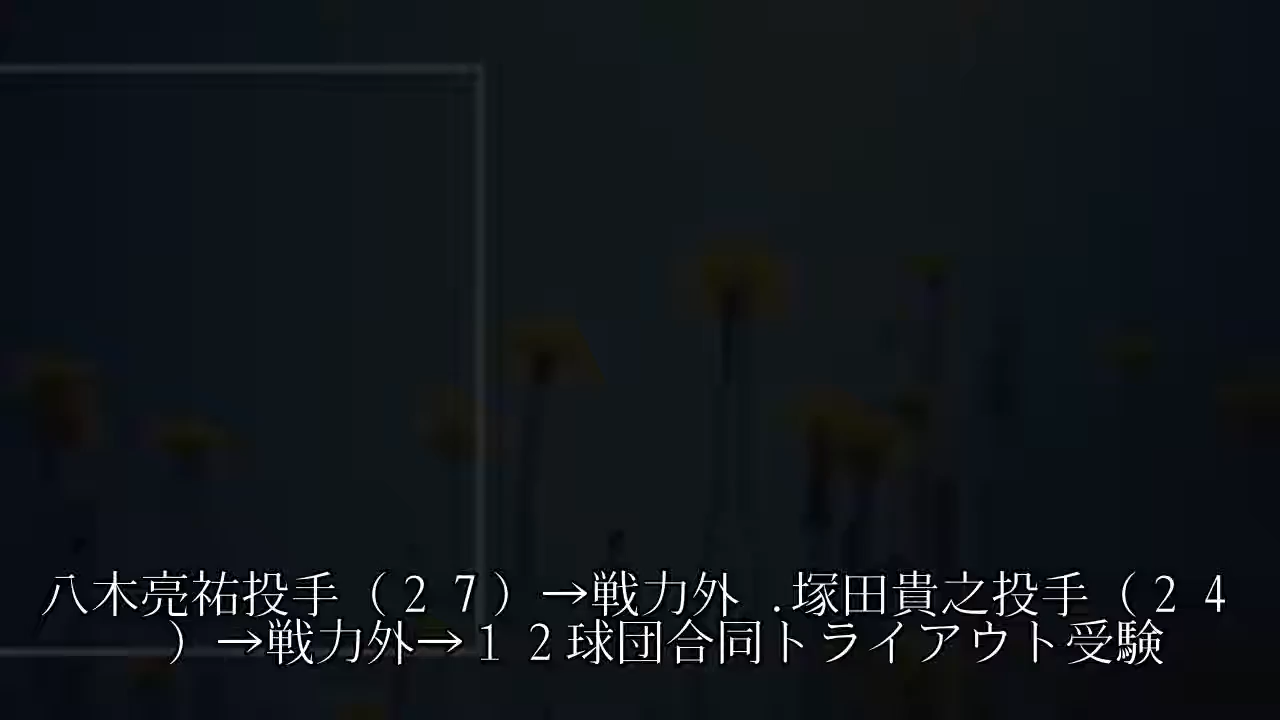 八木亮祐投手（２７）→戦力外 .塚田貴之投手（２４
）→戦力外→１２球団合同トライアウト受験